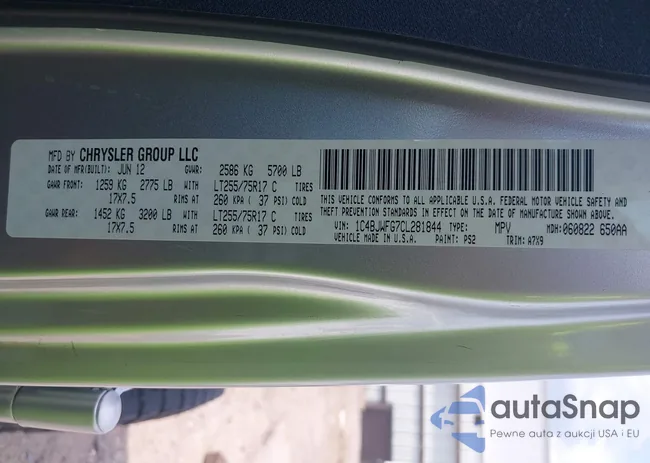 MFD BY CHRYSLER GROUP LLC
DATE OF MFR(BUILT): JUN 12 GVWR: 2586 KG 5700 LB
GAWR FRONT: 1259 KG 2775 LB WITH LT255/75R17 C TIRES
17X7.5 RIMS AT 260 KPA ( 37 PSI) COLD
GAWR REAR: 1452 KG 3200 LB WITH LT255/75R17 C TIRES
17X7.5 RIMS AT 260 KPA ( 37 PSI) COLD
THIS VEHICLE CONFORMS TO ALL APPLICABLE U.S.A. FEDERAL MOTOR VEHICLE SAFETY AND
THEFT PREVENTION STANDARDS IN EFFECT ON THE DATE OF MANUFACTURE SHOWN ABOVE.
VIN: 1C4BJWFG7CL281844 TYPE: MPV MDH: 060822 650AA
VEHICLE MADE IN U.S.A. PAINT: PS2 TRIM: A7X9
autaSnap
Pewne auta z aukcji USA i EU